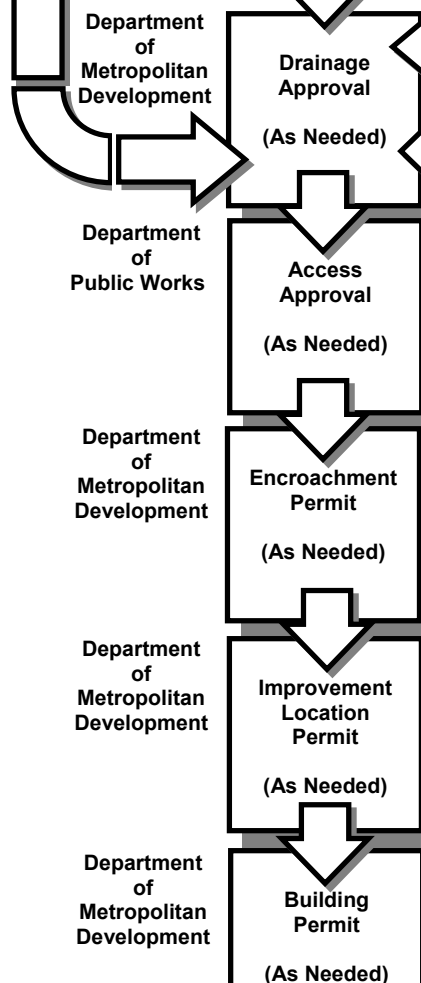 Department
of
Metropolitan
Development
Drainage
Approval
(As Needed)
Department
of
Public Works
Access
Approval
(As Needed)
Department
of
Metropolitan
Development
Encroachment
Permit
(As Needed)
Department
of
Metropolitan
Development
Improvement
Location
Permit
(As Needed)
Department
of
Metropolitan
Development
Building
Permit
(As Needed)